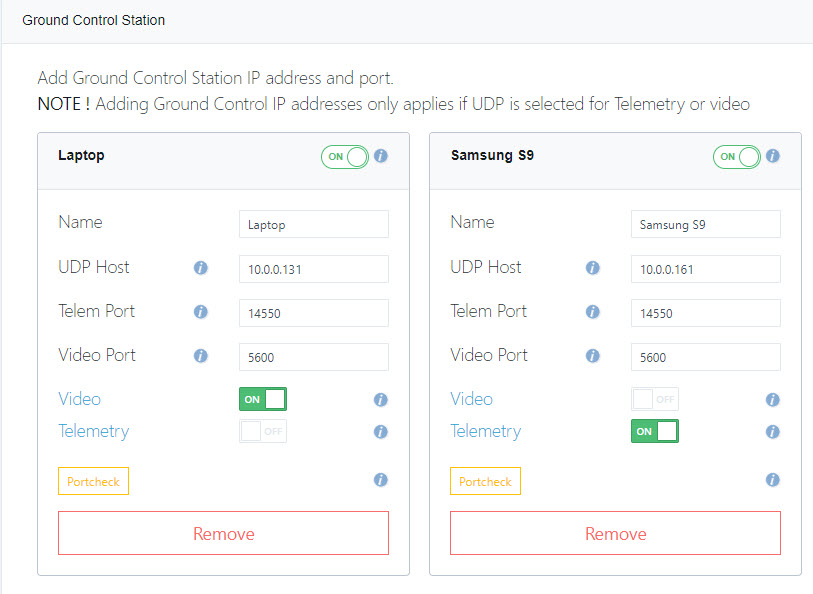 Ground Control Station
Add Ground Control Station IP address and port.
NOTE ! Adding Ground Control IP addresses only applies if UDP is selected for Telemetry or video
Laptop
ON
i
Name
Laptop
UDP Host
i
10.0.0.131
Telem Port
i
14550
Video Port
i
5600
Video
ON
i
Telemetry
OFF
i
Portcheck
i
Remove
Samsung S9
ON
i
Name
Samsung S9
UDP Host
i
10.0.0.161
Telem Port
i
14550
Video Port
i
5600
Video
OFF
i
Telemetry
ON
i
Portcheck
i
Remove